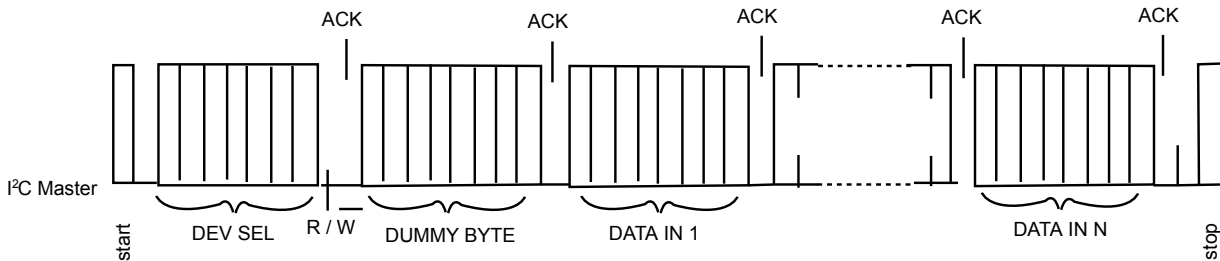 ACK ACK ACK ACK ACK
I²C Master
start DEV SEL R / W DUMMY BYTE DATA IN 1 DATA IN N stop